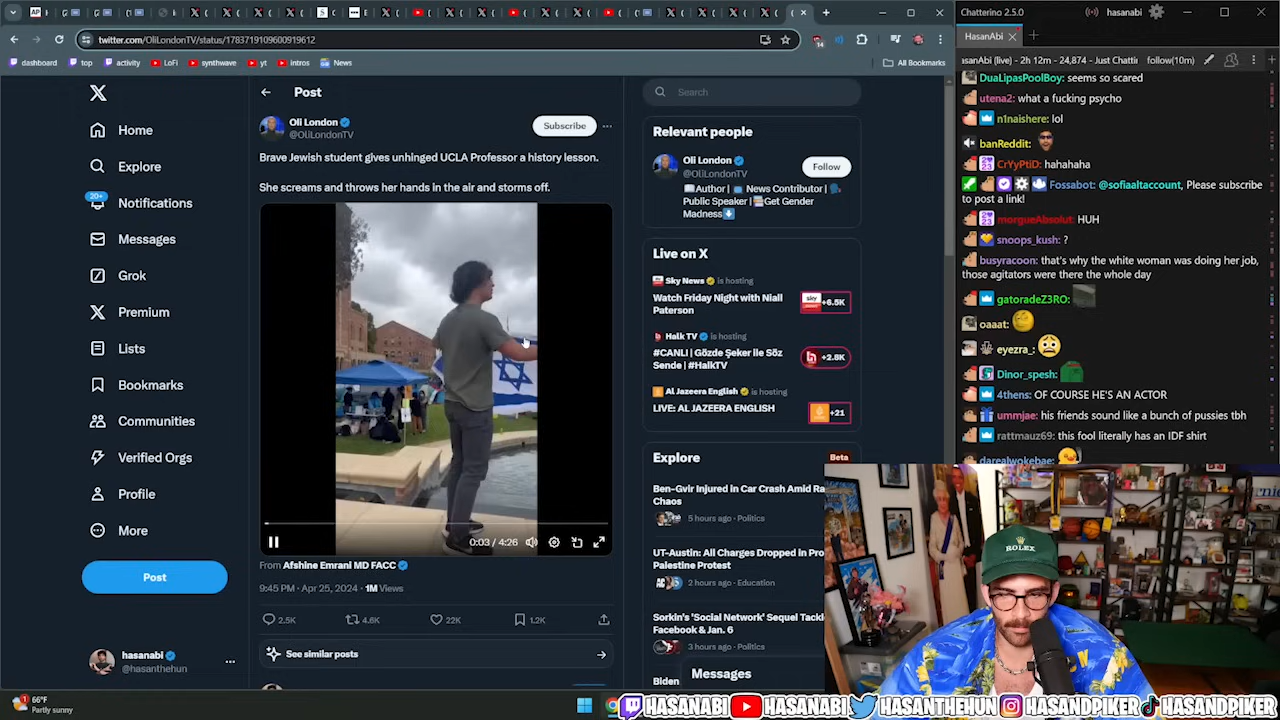 Chatterino 2.5.0
hasanabi
twitter.com/OliLondonTV/status/1783719109600919612
14
HasanAbi
dashboard
top
activity
LoFi
synthwave
yt
intros
News
All Bookmarks
asanAbi (live) - 2h 12m - 24,874 - Just Chatti
follow(10m)
Home
Explore
20+
Notifications
Messages
Grok
Premium
Lists
Bookmarks
Communities
Verified Orgs
Profile
More
Post
hasanabi
@hasanthehun
Post
Oli London
@OliLondonTV
Subscribe
Brave Jewish student gives unhinged UCLA Professor a history lesson.
She screams and throws her hands in the air and storms off.
0:03 / 4:26
From Afshine Emrani MD FACC
9:45 PM · Apr 25, 2024 · 1M Views
2.5K
4.6K
22K
1.2K
See similar posts
Search
Relevant people
Oli London
@OliLondonTV
Follow
Author | News Contributor |
Public Speaker | Get Gender
Madness
Live on X
Sky News is hosting
Watch Friday Night with Niall
Paterson
+6.5K
Halk TV is hosting
#CANLI | Gözde Şeker ile Söz
Sende | #HalkTV
+2.8K
Al Jazeera English is hosting
LIVE: AL JAZEERA ENGLISH
+21
Explore
Beta
Ben-Gvir Injured in Car Crash Amid Ra
Chaos
5 hours ago · Politics
UT-Austin: All Charges Dropped in Pro
Palestine Protest
2 hours ago · Education
Sorkin's 'Social Network' Sequel Tackl
Facebook & Jan. 6
3 hours ago · Politics
Biden
Messages
DuaLipasPoolBoy: seems so scared
utena2: what a fucking psycho
n1naishere: lol
banReddit:
CrYyPtiD: hahahaha
Fossabot: @sofiaaltaccount, Please subscribe
to post a link!
morgueAbsolut: HUH
snoops_kush: ?
busyracoon: that's why the white woman was doing her job,
those agitators were there the whole day
gatoradeZ3RO:
oaaat:
eyezra_:
Dinor_spesh:
4thens: OF COURSE HE'S AN ACTOR
ummjae: his friends sound like a bunch of pussies tbh
rattmauz69: this fool literally has an IDF shirt
darealwokebae:
ROLEX
1
66°F
Partly sunny
HASANABI
HASANABI
HASANTHEHUN
HASANDPIKER
HASANDPIKER